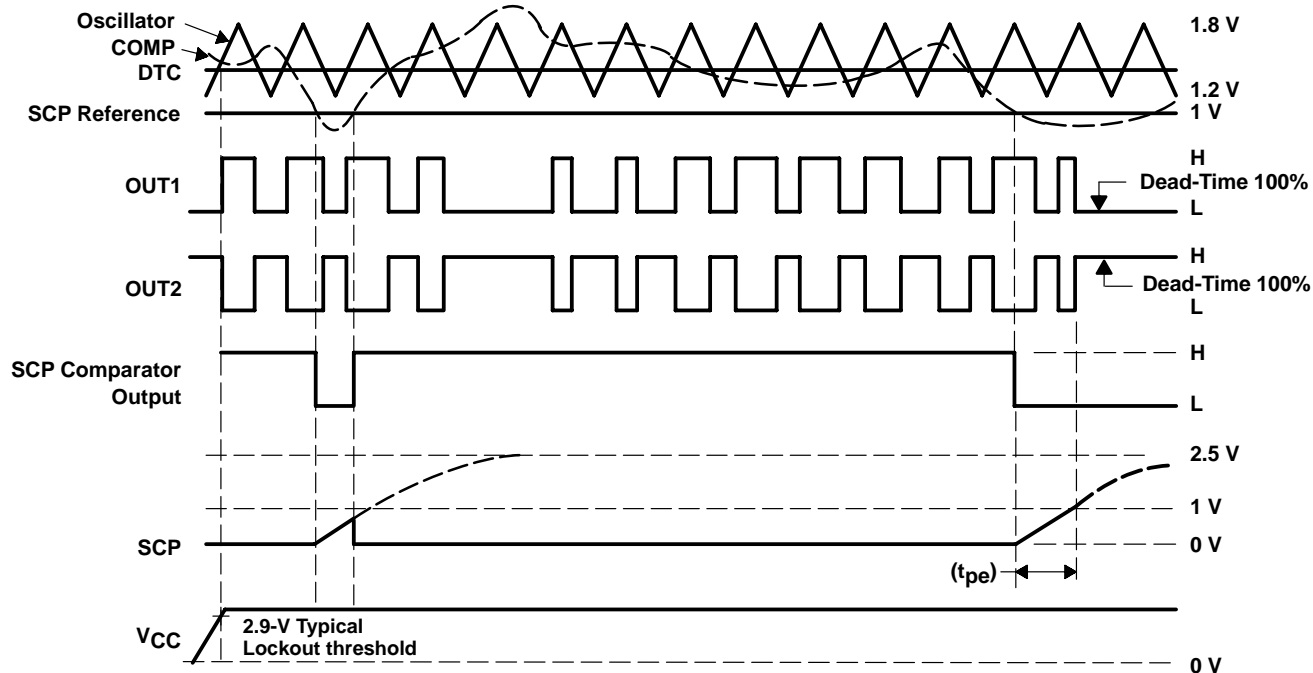 Oscillator
COMP
DTC
SCP Reference
1.8 V
1.2 V
1 V
OUT1
H
Dead-Time 100%
L
OUT2
H
Dead-Time 100%
L
SCP Comparator
Output
H
L
2.5 V
1 V
SCP
0 V
(tpe)
VCC
2.9-V Typical
Lockout threshold
0 V